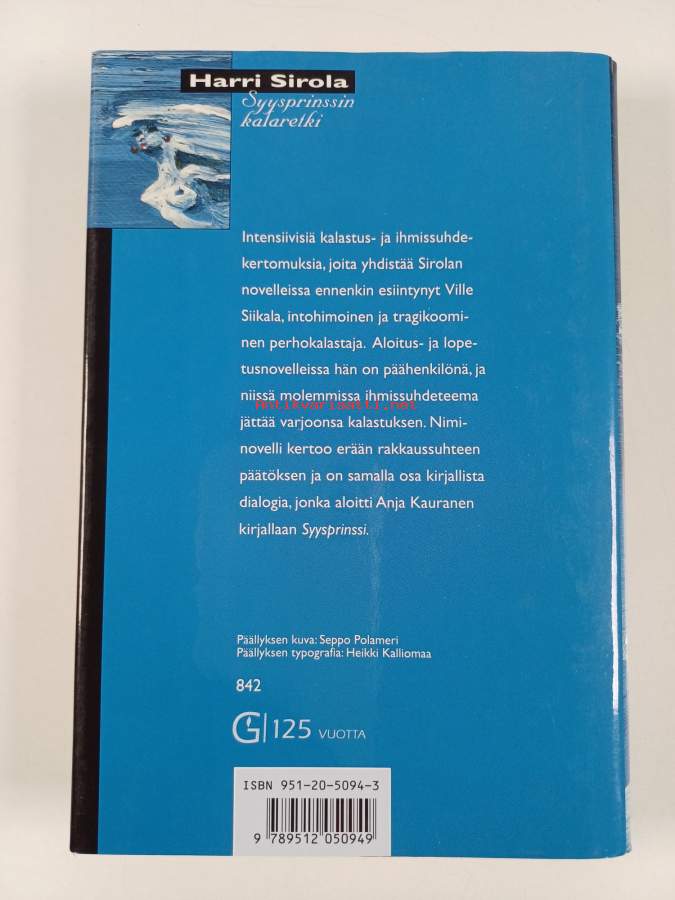 Harri Sirola
Syysprinssin
kalaretki
Intensiivisiä kalastus- ja ihmissuhde-
kertomuksia, joita yhdistää Sirolan
novelleissa ennenkin esiintynyt Ville
Siikala, intohimoinen ja tragikoomi-
nen perhokalastaja. Aloitus- ja lope-
tusnovelleissa hän on päähenkilönä, ja
niissä molemmissa ihmissuhdeteema
Antikvariaatti.net
jättää varjoonsa kalastuksen. Nimi-
novelli kertoo erään rakkaussuhteen
päätöksen ja on samalla osa kirjallista
dialogia, jonka aloitti Anja Kauranen
kirjallaan Syysprinssi.
Päällyksen kuva: Seppo Polameri
Päällyksen typografia: Heikki Kalliomaa
842
G 125 VUOTTA
ISBN 951-20-5094-3
9 789512 050949